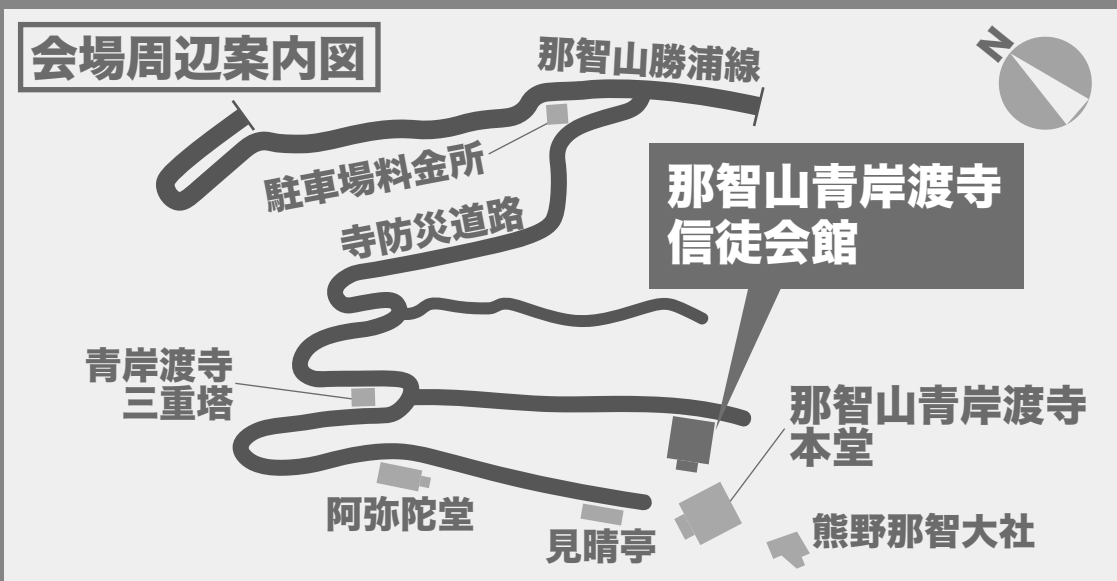 会場周辺案内図
那智山勝浦線
N
駐車場料金所
寺防災道路
那智山青岸渡寺
信徒会館
青岸渡寺
三重塔
那智山青岸渡寺
本堂
阿弥陀堂
見晴亭
熊野那智大社